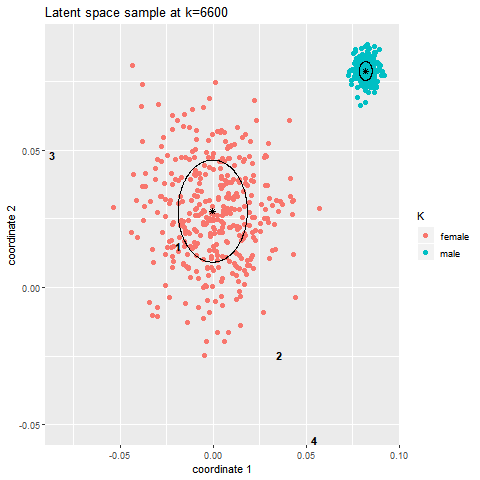 Latent space sample at k=6600
coordinate 2
0.05
0.00
-0.05
3
1
2
4
-0.05
0.00
0.05
0.10
coordinate 1
K
female
male